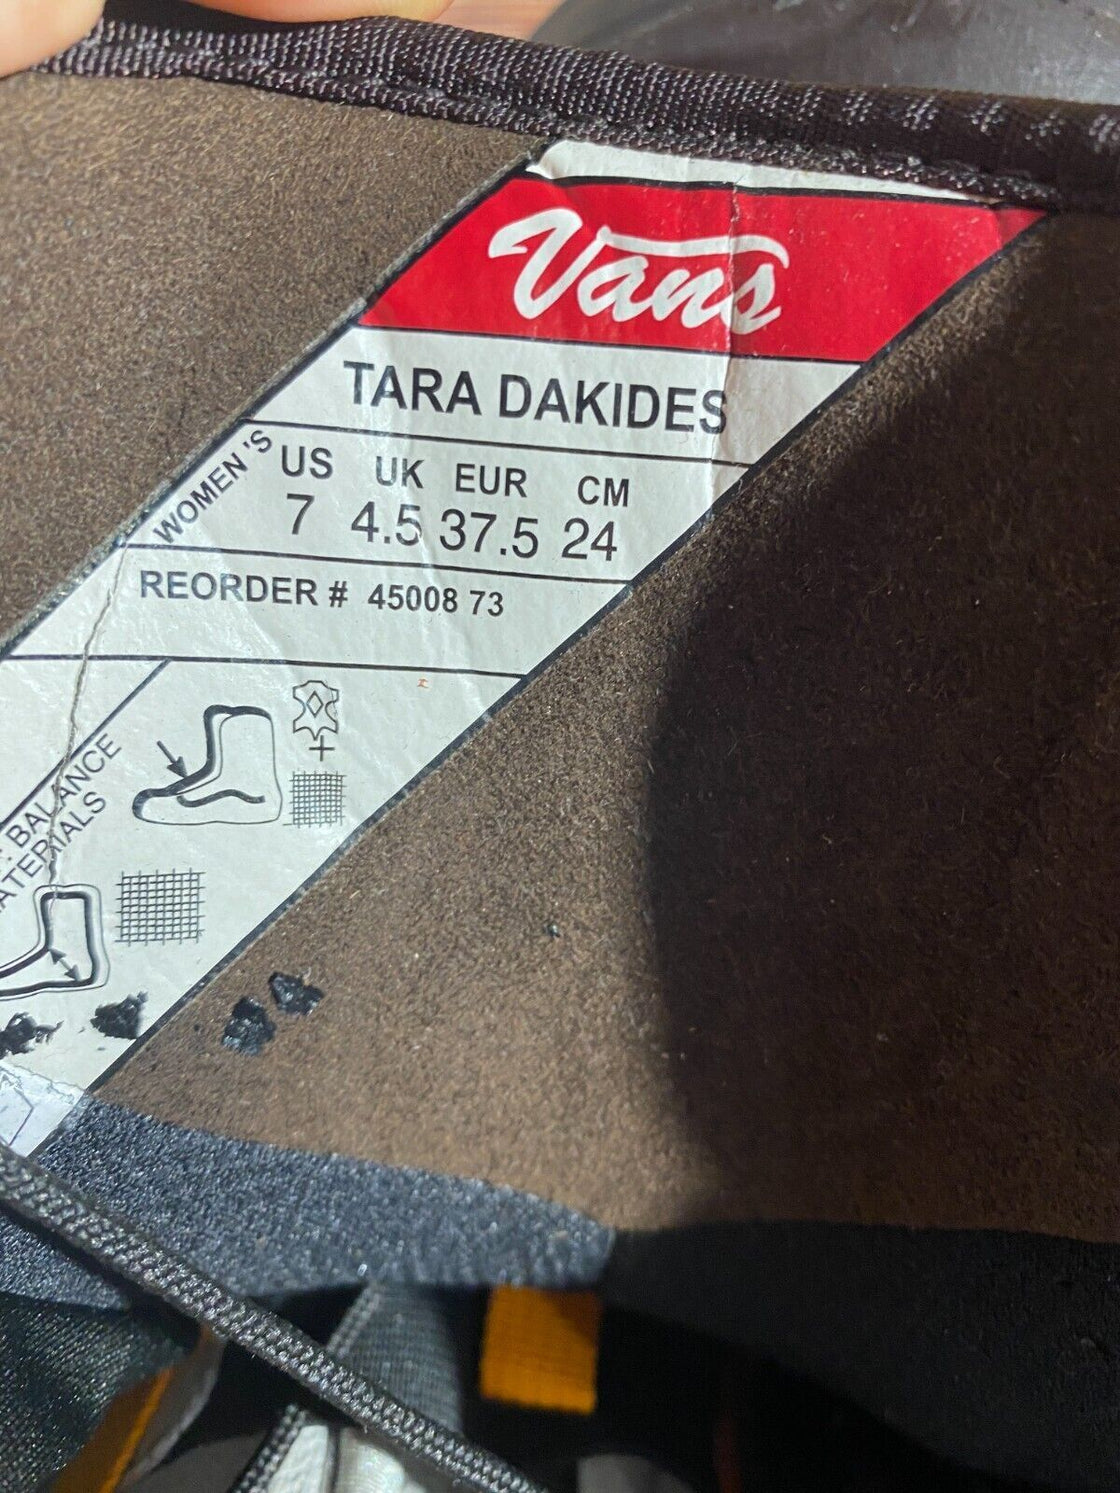 Vans
TARA DAKIDES
WOMEN'S
US UK EUR CM
7 4.5 37.5 24
REORDER # 45008 73
BALANCE
MATERIALS